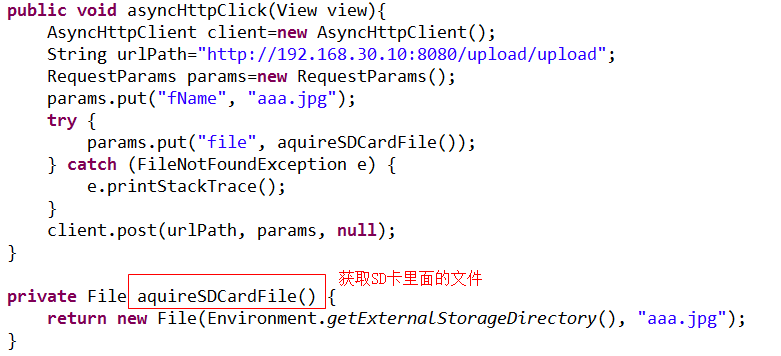 public void asyncHttpClick(View view){
    AsyncHttpClient client=new AsyncHttpClient();
    String urlPath="http://192.168.30.10:8080/upload/upload";
    RequestParams params=new RequestParams();
    params.put("fName", "aaa.jpg");
    try {
        params.put("file", aquireSDCardFile());
    } catch (FileNotFoundException e) {
        e.printStackTrace();
    }
    client.post(urlPath, params, null);
}
获取SD卡里面的文件
private File aquireSDCardFile() {
    return new File(Environment.getExternalStorageDirectory(), "aaa.jpg");
}